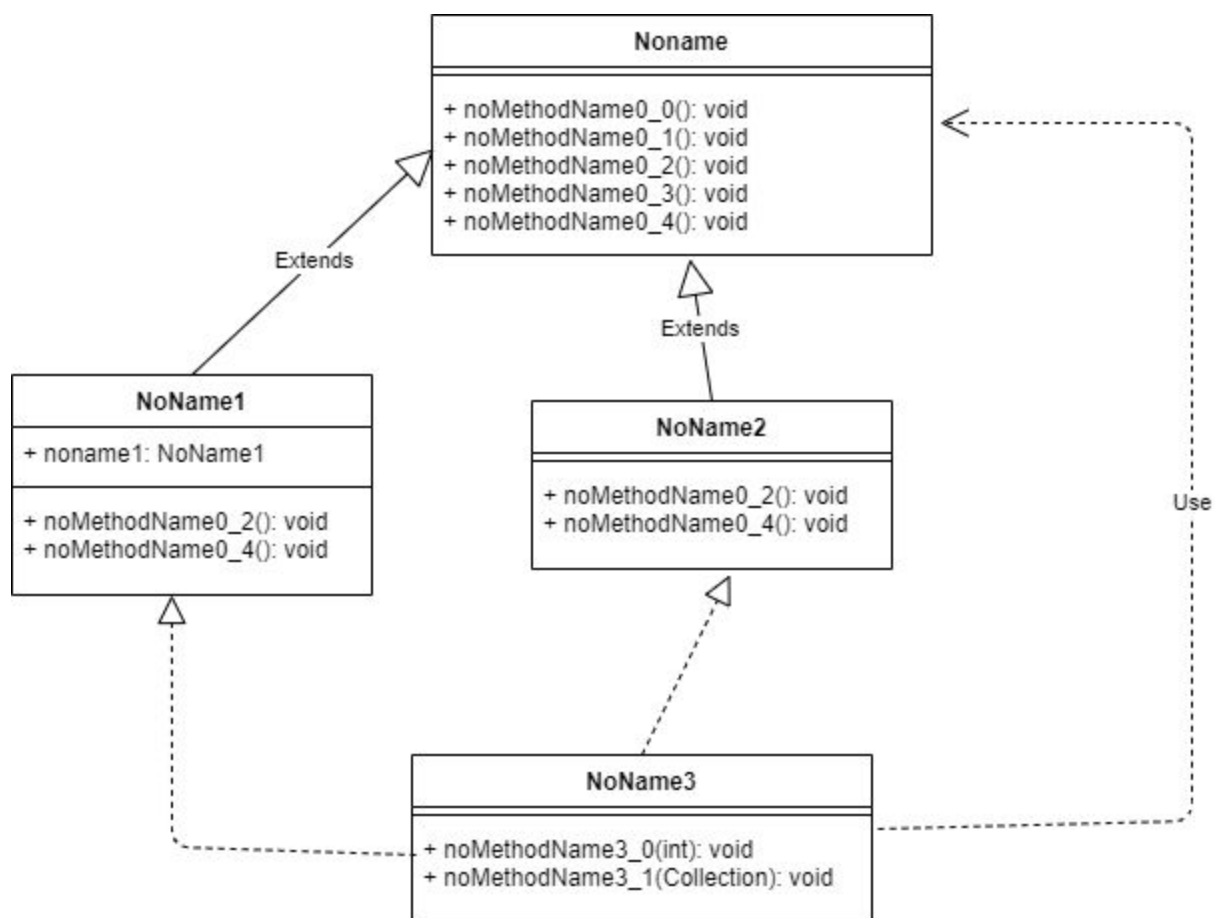 Noname
+ noMethodName0_0(): void
+ noMethodName0_1(): void
+ noMethodName0_2(): void
+ noMethodName0_3(): void
+ noMethodName0_4(): void
Extends
Extends
NoName1
+ noname1: NoName1
+ noMethodName0_2(): void
+ noMethodName0_4(): void
NoName2
+ noMethodName0_2(): void
+ noMethodName0_4(): void
Use
NoName3
+ noMethodName3_0(int): void
+ noMethodName3_1(Collection): void